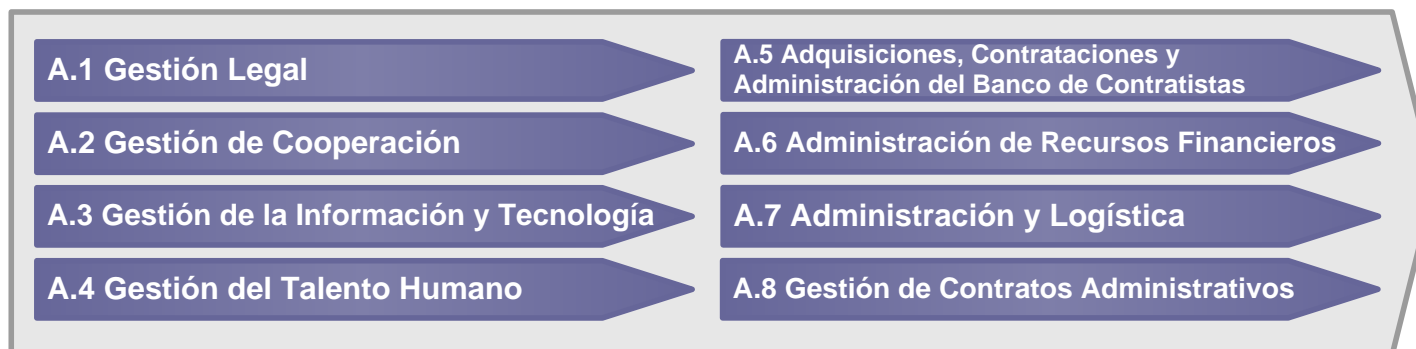 A.1 Gestión Legal
A.2 Gestión de Cooperación
A.3 Gestión de la Información y Tecnología
A.4 Gestión del Talento Humano
A.5 Adquisiciones, Contrataciones y
Administración del Banco de Contratistas
A.6 Administración de Recursos Financieros
A.7 Administración y Logística
A.8 Gestión de Contratos Administrativos